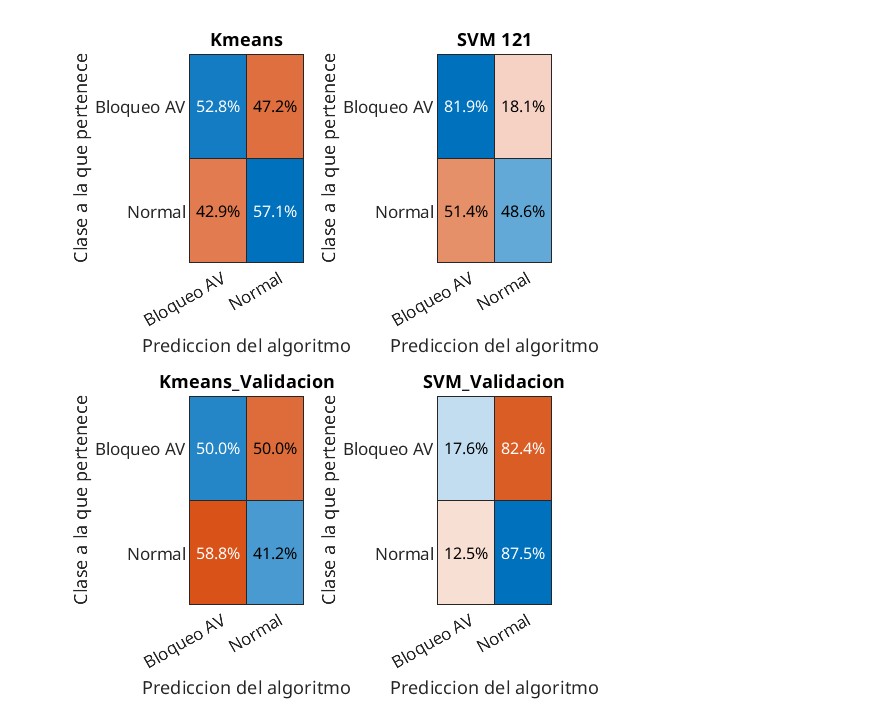 Kmeans
Clase a la que pertenece
Bloqueo AV
52.8%
47.2%
Normal
42.9%
57.1%
Bloqueo AV
Normal
Prediccion del algoritmo
SVM 121
Clase a la que pertenece
Bloqueo AV
81.9%
18.1%
Normal
51.4%
48.6%
Bloqueo AV
Normal
Prediccion del algoritmo
Kmeans_Validacion
Clase a la que pertenece
Bloqueo AV
50.0%
50.0%
Normal
58.8%
41.2%
Bloqueo AV
Normal
Prediccion del algoritmo
SVM_Validacion
Clase a la que pertenece
Bloqueo AV
17.6%
82.4%
Normal
12.5%
87.5%
Bloqueo AV
Normal
Prediccion del algoritmo